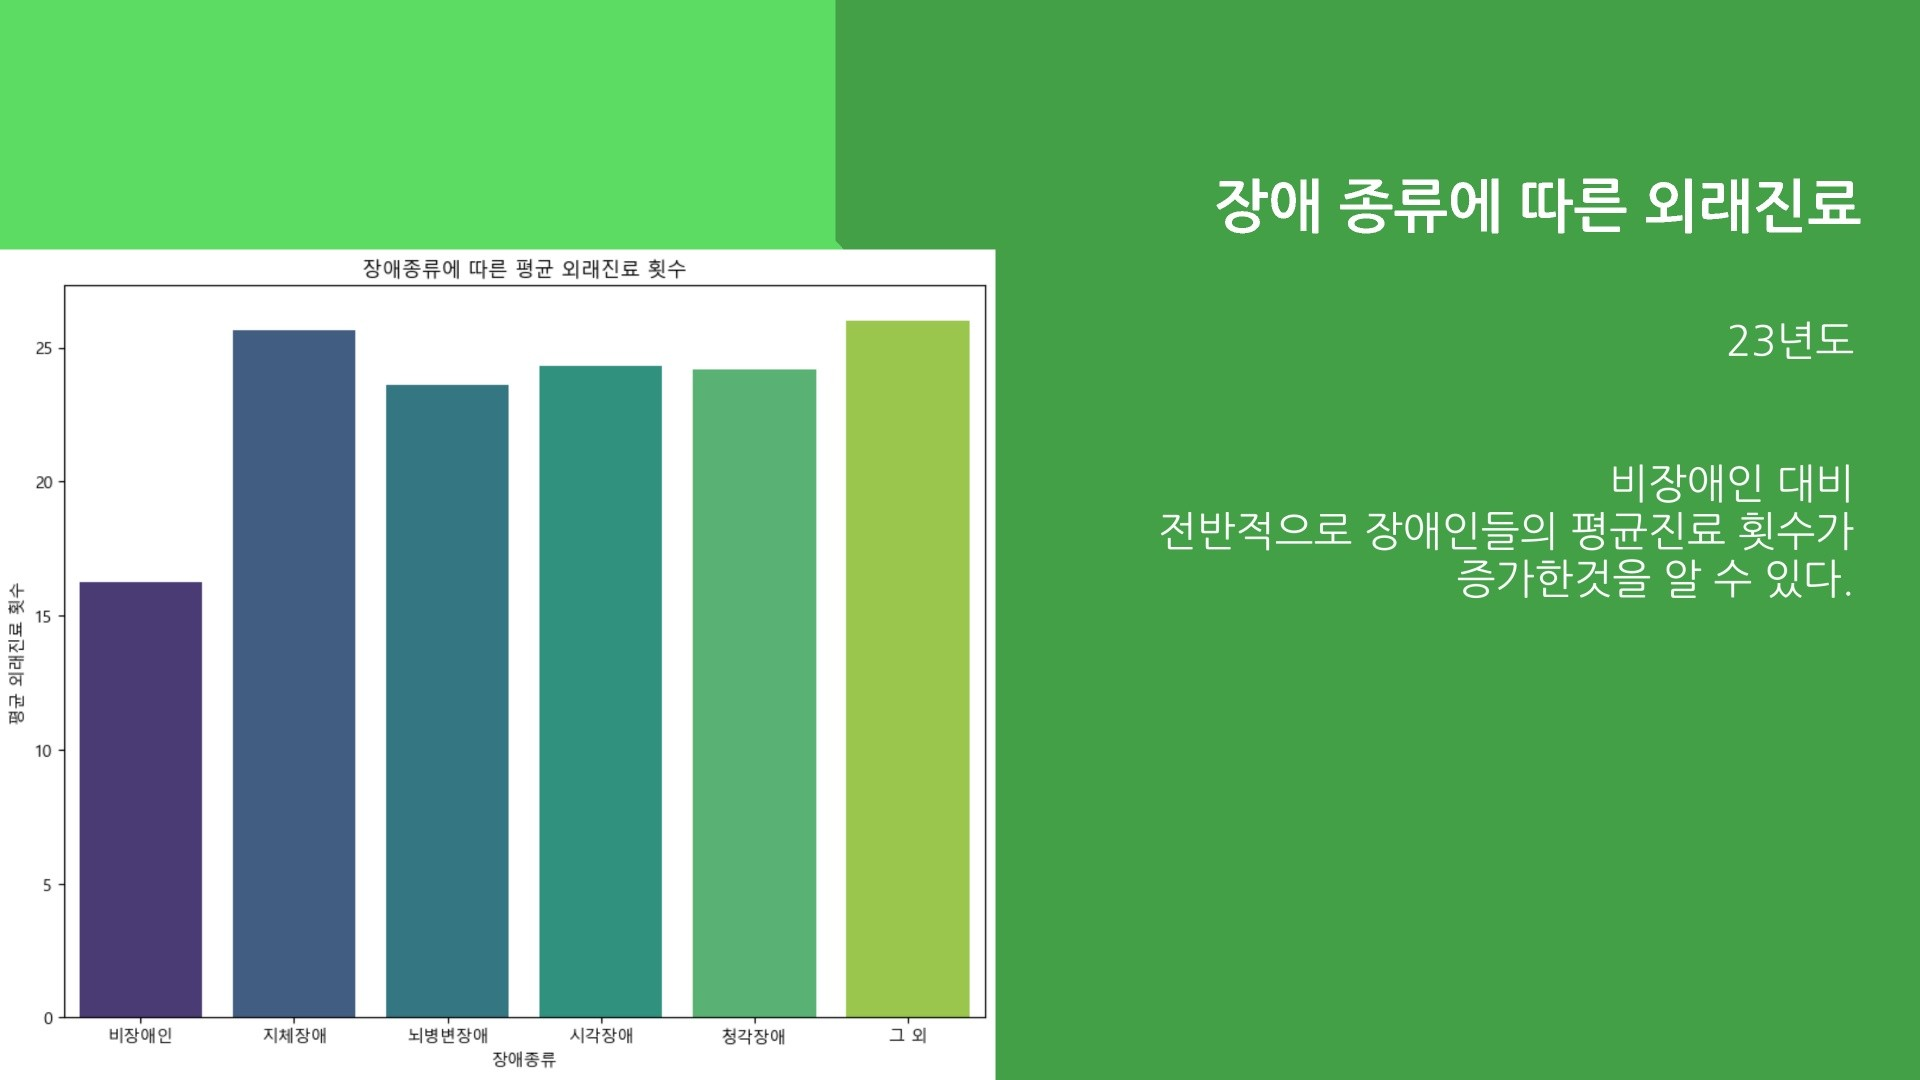 장애 종류에 따른 외래진료
23년도
비장애인 대비
전반적으로 장애인들의 평균진료 횟수가
증가한것을 알 수 있다.
장애종류에 따른 평균 외래진료 횟수
평균 외래진료 횟수
25
20
15
10
5
0
비장애인 지체장애 뇌병변장애 시각장애 청각장애 그 외
장애종류